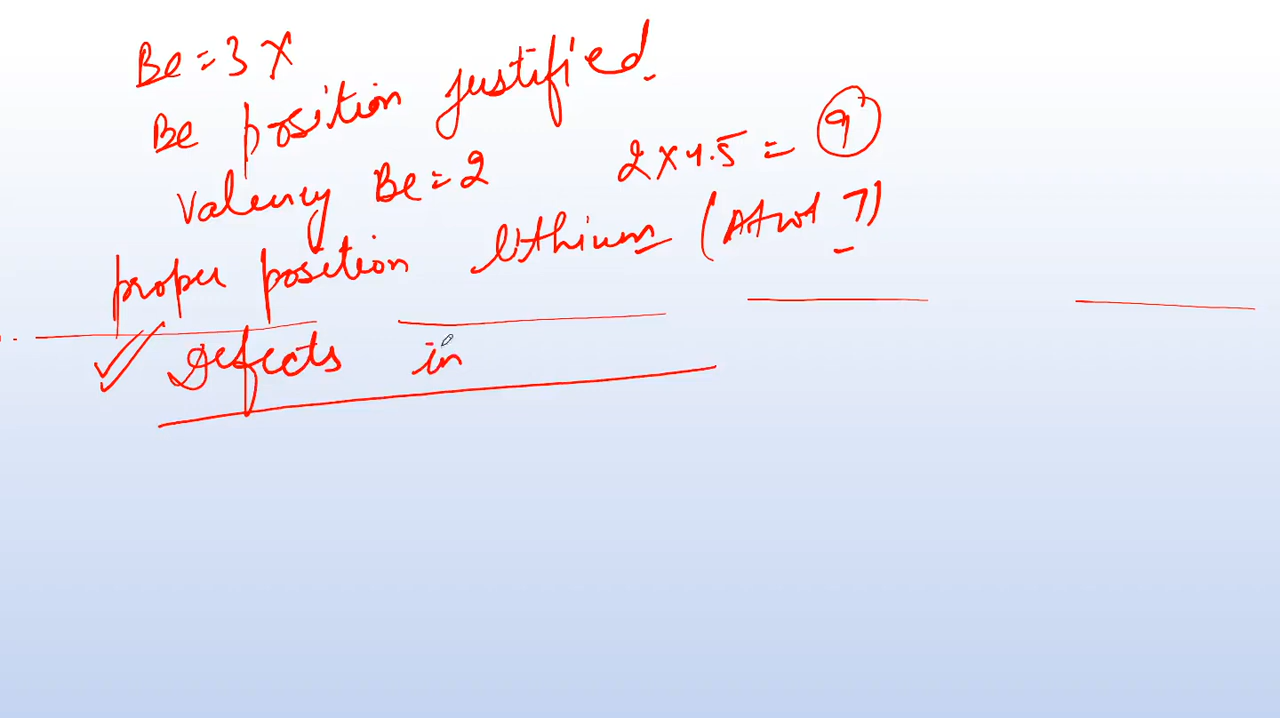 Be = 3 X
Be position justified.
Valency Be = 2 2 x 4.5 = 9
proper position lithium (At wt 7)
Defects in